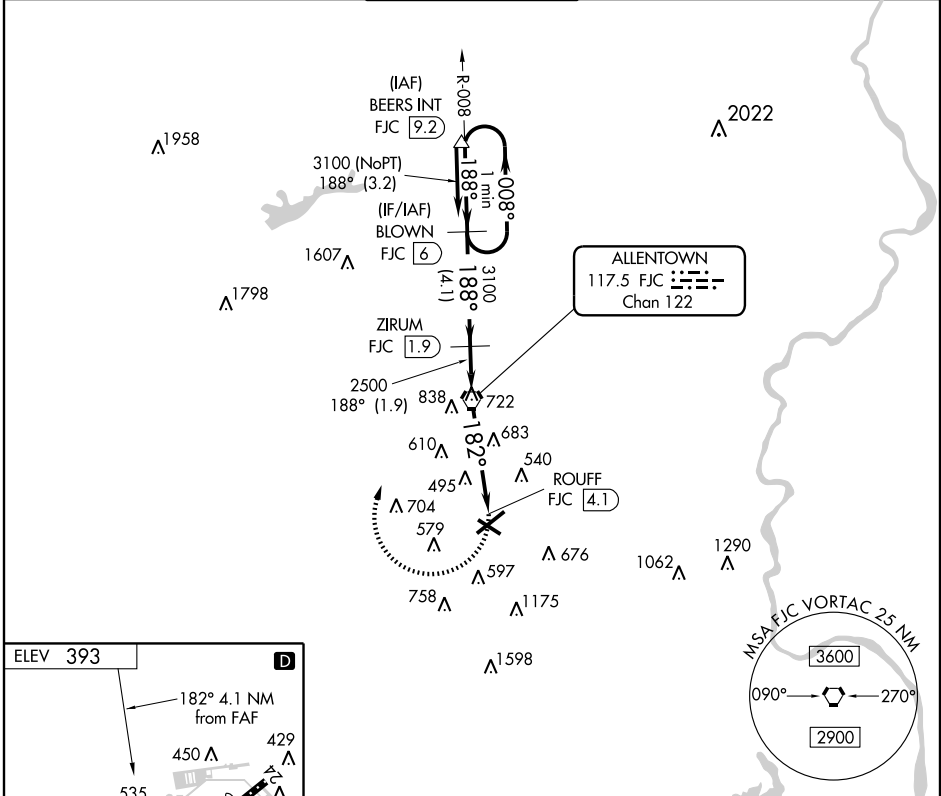 R-008
(IAF)
BEERS INT
FJC 9.2
2022
1958
3100 (NoPT)
188° (3.2)
188°
1 min
008°
(IF/IAF)
BLOWN
FJC 6
1607
1798
3100
188°
(4.1)
ALLENTOWN
117.5 FJC
Chan 122
ZIRUM
FJC 1.9
2500
188° (1.9)
838
722
182°
683
610
540
495
ROUFF
FJC 4.1
704
579
676
1062
1290
597
758
1175
1598
MSA FJC VORTAC 25 NM
3600
090°
270°
2900
ELEV 393
D
182° 4.1 NM
from FAF
450
429
24
535